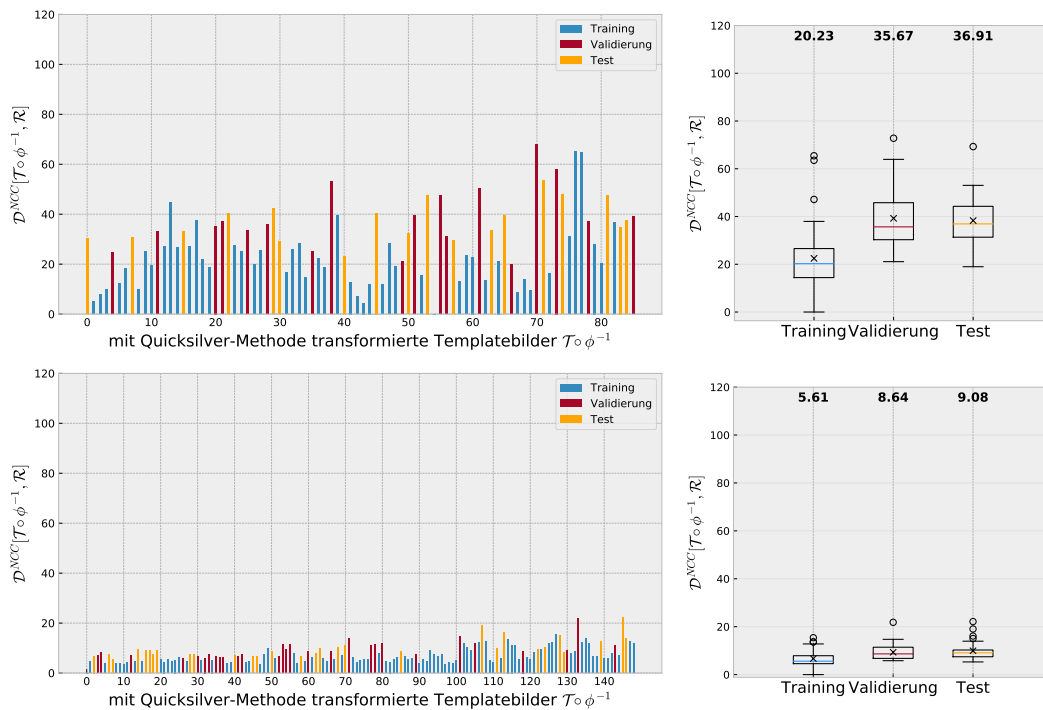 120
100
80
60
40
20
0
𝒟^{NCC}[𝒯∘ϕ⁻¹, ℛ]
Training
Validierung
Test
0 10 20 30 40 50 60 70 80
mit Quicksilver-Methode transformierte Templatebilder 𝒯∘ϕ⁻¹
120
100
80
60
40
20
0
𝒟^{NCC}[𝒯∘ϕ⁻¹, ℛ]
20.23 35.67 36.91
Training Validierung Test
120
100
80
60
40
20
0
𝒟^{NCC}[𝒯∘ϕ⁻¹, ℛ]
Training
Validierung
Test
0 10 20 30 40 50 60 70 80 90 100 110 120 130 140
mit Quicksilver-Methode transformierte Templatebilder 𝒯∘ϕ⁻¹
120
100
80
60
40
20
0
𝒟^{NCC}[𝒯∘ϕ⁻¹, ℛ]
5.61 8.64 9.08
Training Validierung Test